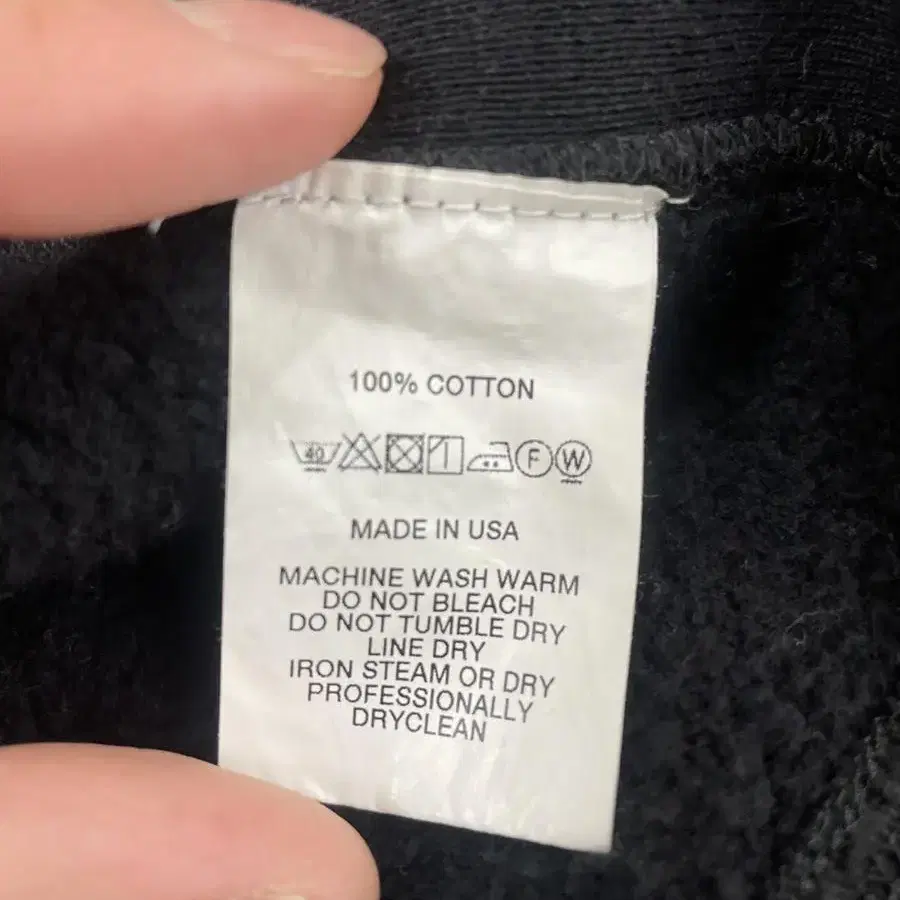 100% COTTON
40 F W
MADE IN USA
MACHINE WASH WARM
DO NOT BLEACH
DO NOT TUMBLE DRY
LINE DRY
IRON STEAM OR DRY
PROFESSIONALLY
DRYCLEAN